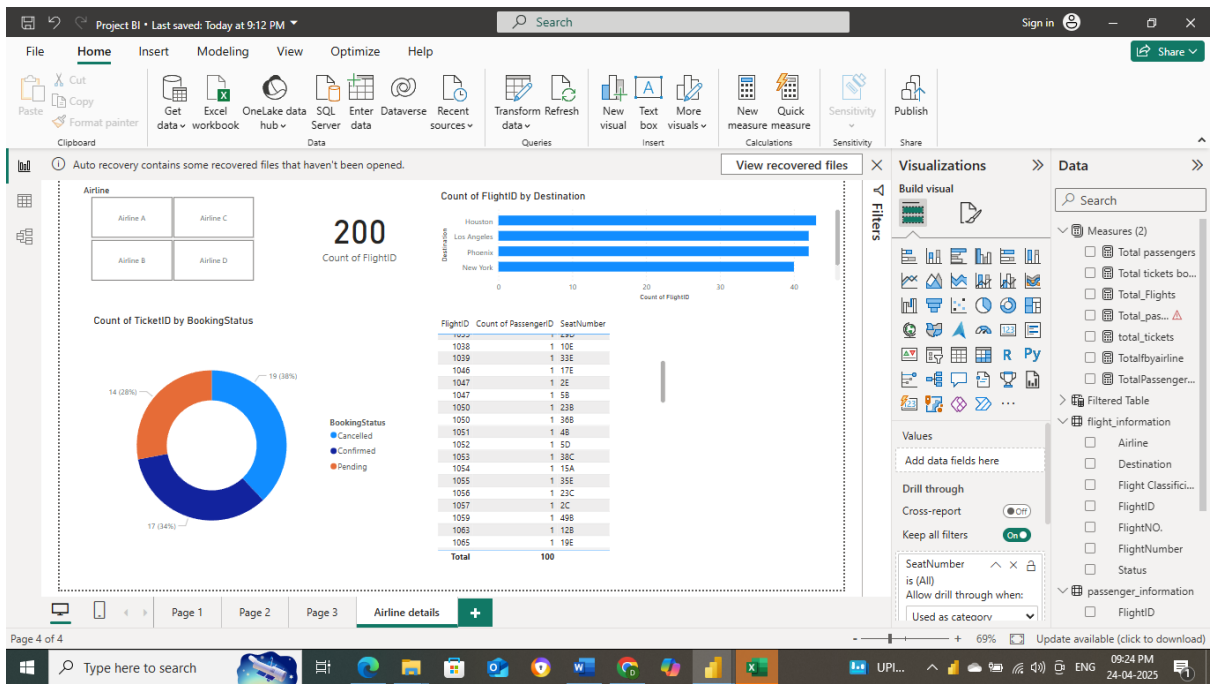 Project BI • Last saved: Today at 9:12 PM
Search
Sign in
File Home Insert Modeling View Optimize Help
Share
Paste
Cut
Copy
Format painter
Clipboard
Get data
Excel workbook
OneLake data hub
SQL Server
Enter data
Dataverse
Recent sources
Data
Transform data
Refresh
Queries
New visual
Text box
More visuals
Insert
New measure
Quick measure
Calculations
Sensitivity
Sensitivity
Publish
Share
Auto recovery contains some recovered files that haven't been opened.
View recovered files
Airline
Airline A Airline C
Airline B Airline D
200
Count of FlightID
Count of FlightID by Destination
Destination
Houston
Los Angeles
Phoenix
New York
0 10 20 30 40
Count of FlightID
Count of TicketID by BookingStatus
19 (38%)
14 (28%)
17 (34%)
BookingStatus
Cancelled
Confirmed
Pending
FlightID Count of PassengerID SeatNumber
1038 1 10E
1039 1 33E
1046 1 17E
1047 1 2E
1047 1 5B
1050 1 23B
1050 1 36B
1051 1 4B
1052 1 5D
1053 1 38C
1054 1 15A
1055 1 35E
1056 1 23C
1057 1 2C
1059 1 49B
1063 1 12B
1065 1 19E
Total 100
Filters
Visualizations
Build visual
123
R Py
Values
Add data fields here
Drill through
Cross-report Off
Keep all filters On
SeatNumber
is (All)
Allow drill through when:
Used as category
Data
Search
Measures (2)
Total passengers
Total tickets bo...
Total_Flights
Total_pas...
total_tickets
Totalfbyairline
TotalPassenger...
Filtered Table
flight_information
Airline
Destination
Flight Classifici...
FlightID
FlightNO.
FlightNumber
Status
passenger_information
FlightID
Page 1 Page 2 Page 3 Airline details +
Page 4 of 4
- + 69%
Update available (click to download)
Type here to search
UPI...
ENG
09:24 PM
24-04-2025